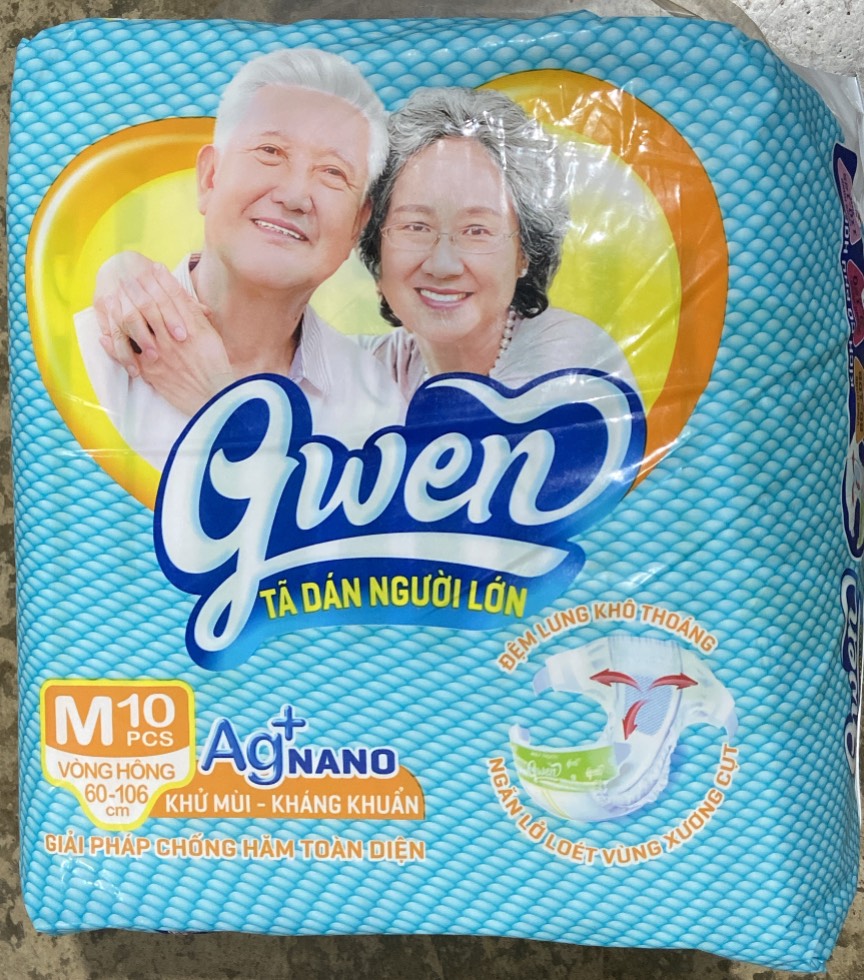 gwen
TÃ DÁN NGƯỜI LỚN
ĐỆM LƯNG KHÔ THOÁNG
gwen
NGĂN LỞ LOÉT VÙNG XƯƠNG CỤT
M 10
PCS
VÒNG HÔNG
60-106
cm
Ag+ NANO
KHỬ MÙI - KHÁNG KHUẨN
GIẢI PHÁP CHỐNG HĂM TOÀN DIỆN